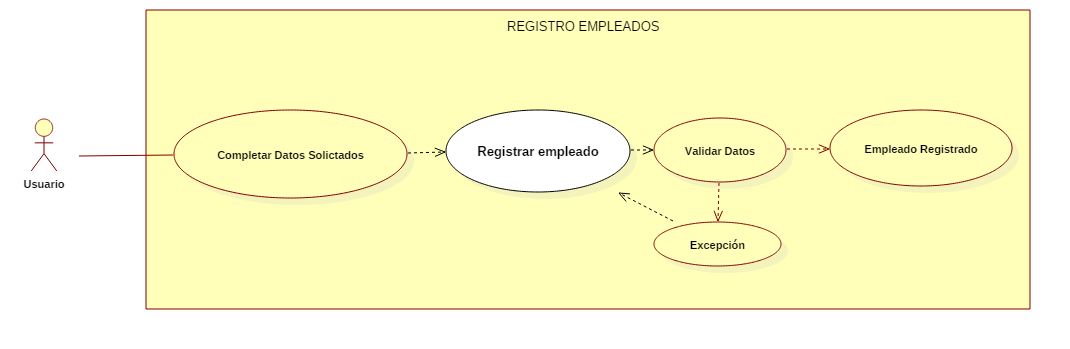 REGISTRO EMPLEADOS
Completar Datos Solictados
Registrar empleado
Validar Datos
Empleado Registrado
Usuario
Excepción